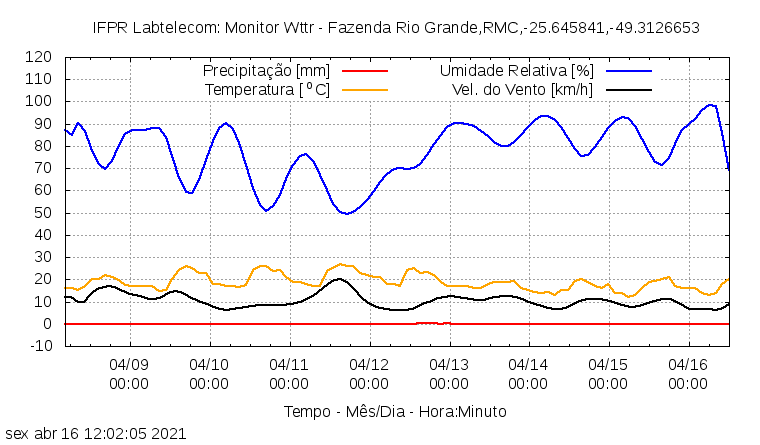 IFPR Labtelecom: Monitor Wttr - Fazenda Rio Grande,RMC,-25.645841,-49.3126653
120
110
100
90
80
70
60
50
40
30
20
10
0
-10
Precipitação [mm]
Temperatura [⁰C]
Umidade Relativa [%]
Vel. do Vento [km/h]
04/09 04/10 04/11 04/12 04/13 04/14 04/15 04/16
00:00 00:00 00:00 00:00 00:00 00:00 00:00 00:00
Tempo - Mês/Dia - Hora:Minuto
sex abr 16 12:02:05 2021